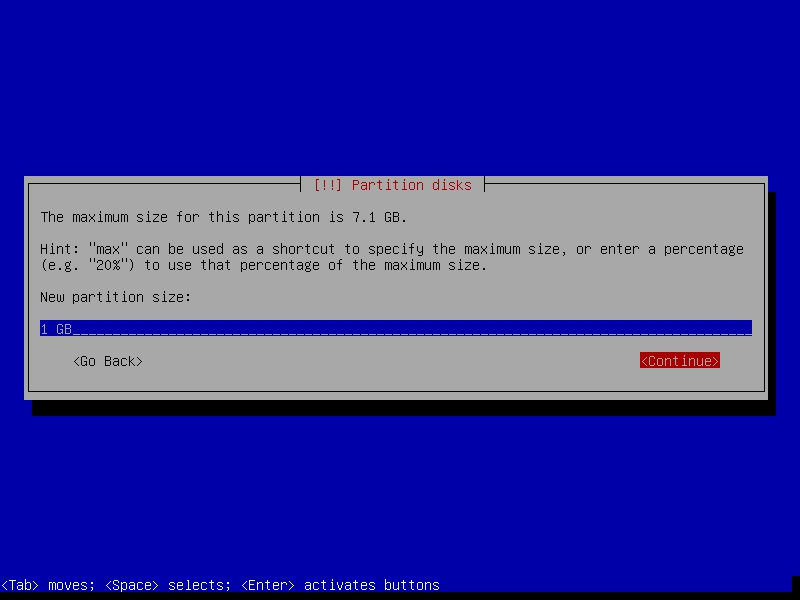 [!!] Partition disks
The maximum size for this partition is 7.1 GB.
Hint: "max" can be used as a shortcut to specify the maximum size, or enter a percentage
(e.g. "20%") to use that percentage of the maximum size.
New partition size:
1 GB
<Go Back> <Continue>
<Tab> moves; <Space> selects; <Enter> activates buttons